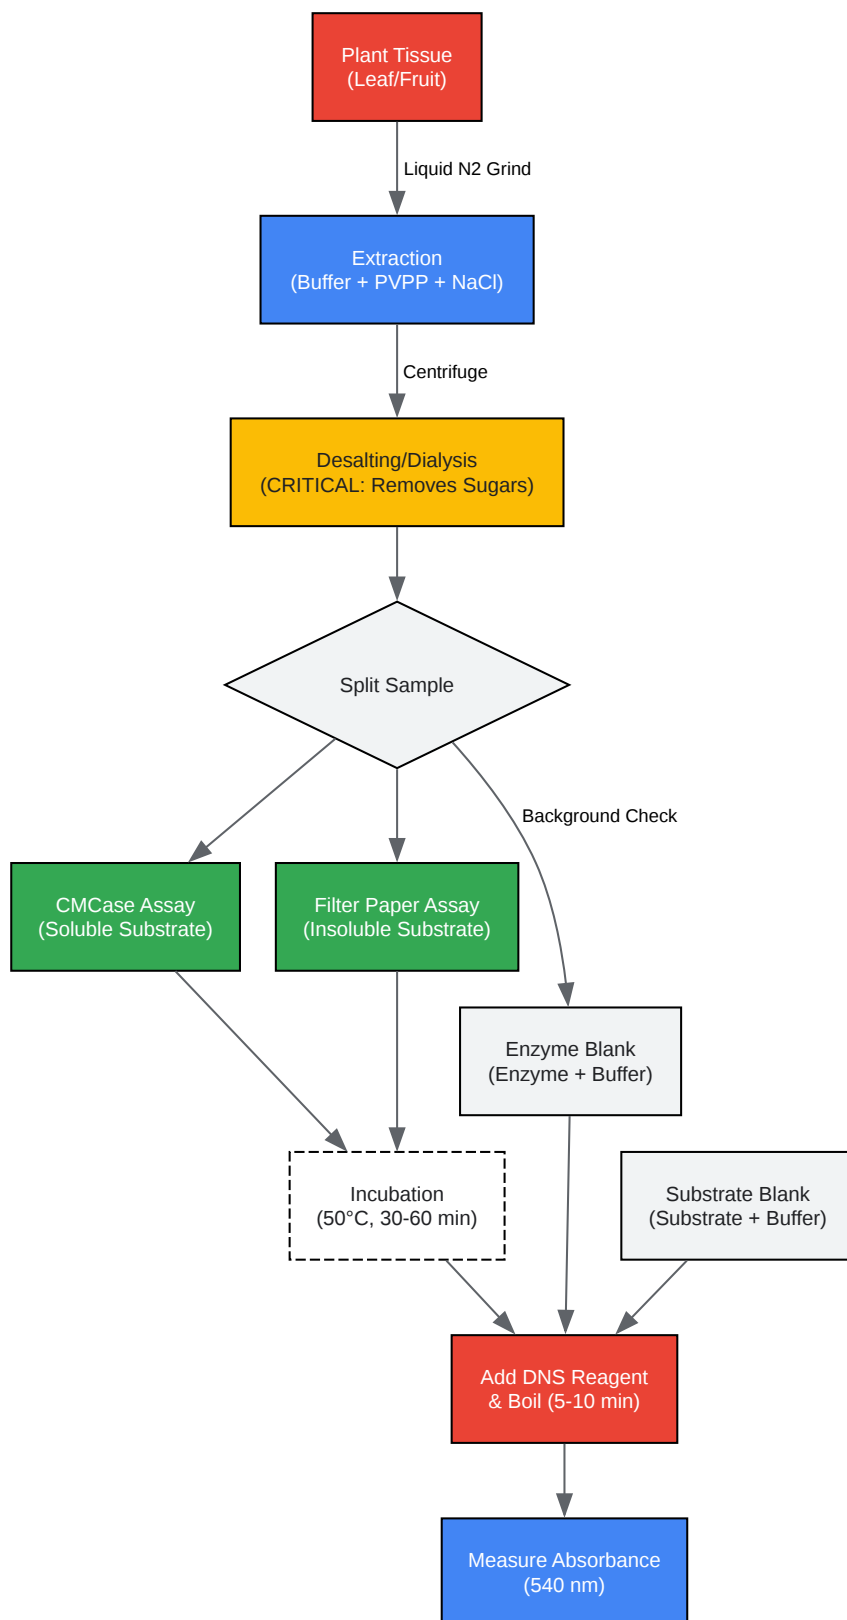 Plant Tissue
(Leaf/Fruit)
Liquid N2 Grind
Extraction
(Buffer + PVPP + NaCl)
Centrifuge
Desalting/Dialysis
(CRITICAL: Removes Sugars)
Split Sample
Background Check
CMCase Assay
(Soluble Substrate)
Filter Paper Assay
(Insoluble Substrate)
Enzyme Blank
(Enzyme + Buffer)
Incubation
(50°C, 30-60 min)
Substrate Blank
(Substrate + Buffer)
Add DNS Reagent
& Boil (5-10 min)
Measure Absorbance
(540 nm)